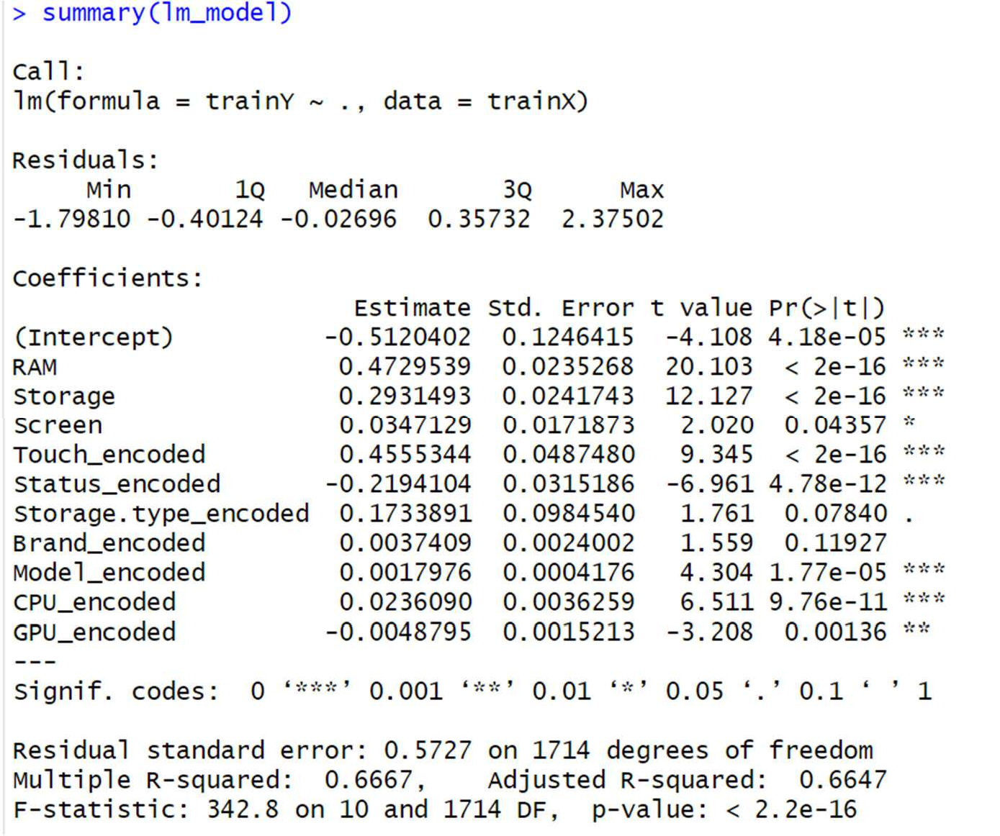 > summary(lm_model)
Call:
lm(formula = trainY ~ ., data = trainX)
Residuals:
Min 1Q Median 3Q Max
-1.79810 -0.40124 -0.02696 0.35732 2.37502
Coefficients:
Estimate Std. Error t value Pr(>|t|)
(Intercept) -0.5120402 0.1246415 -4.108 4.18e-05 ***
RAM 0.4729539 0.0235268 20.103 < 2e-16 ***
Storage 0.2931493 0.0241743 12.127 < 2e-16 ***
Screen 0.0347129 0.0171873 2.020 0.04357 *
Touch_encoded 0.4555344 0.0487480 9.345 < 2e-16 ***
Status_encoded -0.2194104 0.0315186 -6.961 4.78e-12 ***
Storage.type_encoded 0.1733891 0.0984540 1.761 0.07840 .
Brand_encoded 0.0037409 0.0024002 1.559 0.11927
Model_encoded 0.0017976 0.0004176 4.304 1.77e-05 ***
CPU_encoded 0.0236090 0.0036259 6.511 9.76e-11 ***
GPU_encoded -0.0048795 0.0015213 -3.208 0.00136 **
---
Signif. codes: 0 ‘***’ 0.001 ‘**’ 0.01 ‘*’ 0.05 ‘.’ 0.1 ‘ ’ 1
Residual standard error: 0.5727 on 1714 degrees of freedom
Multiple R-squared: 0.6667, Adjusted R-squared: 0.6647
F-statistic: 342.8 on 10 and 1714 DF, p-value: < 2.2e-16